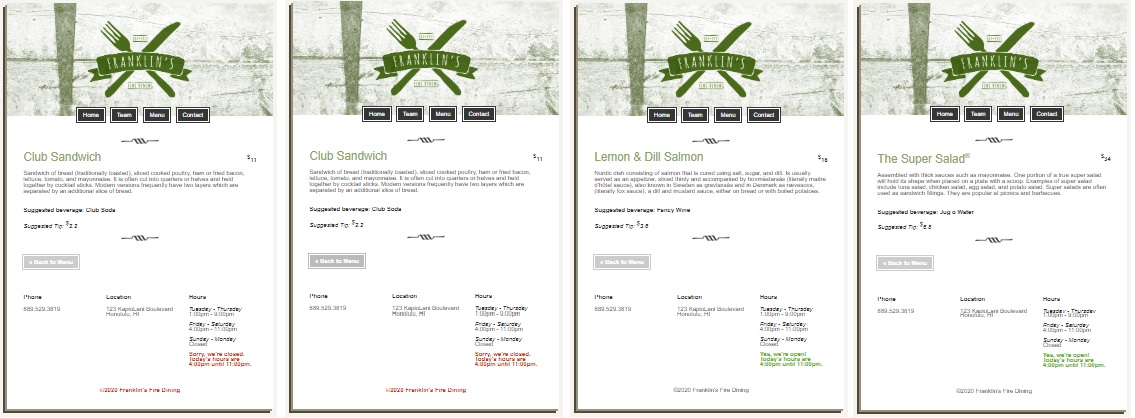 FRANKLIN'S
FINE DINING
Home
Team
Menu
Contact
Club Sandwich
$11
Sandwich of bread (traditionally toasted), sliced cooked poultry, ham or fried bacon,
lettuce, tomato, and mayonnaise. It is often cut into quarters or halves and held
together by cocktail sticks. Modern versions frequently have two layers which are
separated by an additional slice of bread.
Suggested beverage: Club Soda
Suggested Tip: $2.2
« Back to Menu
Phone
Location
Hours
889.529.3819
123 KapioLani Boulevard
Honolulu, HI
Tuesday - Thursday
1:00pm - 9:00pm
Friday - Saturday
4:00pm - 11:00pm
Sunday - Monday
Closed
Sorry, we're closed.
Today's hours are
4:00pm until 11:00pm.
©2020 Franklin's Fire Dining
FRANKLIN'S
FINE DINING
Home
Team
Menu
Contact
Club Sandwich
$11
Sandwich of bread (traditionally toasted), sliced cooked poultry, ham or fried bacon,
lettuce, tomato, and mayonnaise. It is often cut into quarters or halves and held
together by cocktail sticks. Modern versions frequently have two layers which are
separated by an additional slice of bread.
Suggested beverage: Club Soda
Suggested Tip: $2.2
« Back to Menu
Phone
Location
Hours
889.529.3819
123 KapioLani Boulevard
Honolulu, HI
Tuesday - Thursday
1:00pm - 9:00pm
Friday - Saturday
4:00pm - 11:00pm
Sunday - Monday
Closed
Sorry, we're closed.
Today's hours are
4:00pm until 11:00pm.
©2020 Franklin's Fire Dining
FRANKLIN'S
FINE DINING
Home
Team
Menu
Contact
Lemon & Dill Salmon
$18
Nordic dish consisting of salmon that is cured using salt, sugar, and dill. Is usually
served as an appetizer, sliced thinly and accompanied by hovmästarsås (literally maitre
d'hôtel sauce), also known in Sweden as gravlaxsås and in Denmark as rævesovs,
(literally fox sauce), a dill and mustard sauce, either on bread or with boiled potatoes.
Suggested beverage: Fancy Wine
Suggested Tip: $3.6
« Back to Menu
Phone
Location
Hours
889.529.3819
123 KapioLani Boulevard
Honolulu, HI
Tuesday - Thursday
1:00pm - 9:00pm
Friday - Saturday
4:00pm - 11:00pm
Sunday - Monday
Closed
Yes, we're open!
Today's hours are
4:00pm until 11:00pm.
©2020 Franklin's Fire Dining
FRANKLIN'S
FINE DINING
Home
Team
Menu
Contact
The Super Salad®
$34
Assembled with thick sauces such as mayonnaise. One portion of a true super salad
will hold its shape when placed on a plate with a scoop. Examples of super salad
include tuna salad, chicken salad, egg salad, and potato salad. Super salads are often
used as sandwich fillings. They are popular at picnics and barbecues.
Suggested beverage: Jug o Water
Suggested Tip: $6.8
« Back to Menu
Phone
Location
Hours
889.529.3819
123 KapioLani Boulevard
Honolulu, HI
Tuesday - Thursday
1:00pm - 9:00pm
Friday - Saturday
4:00pm - 11:00pm
Sunday - Monday
Closed
Yes, we're open!
Today's hours are
4:00pm until 11:00pm.
©2020 Franklin's Fire Dining